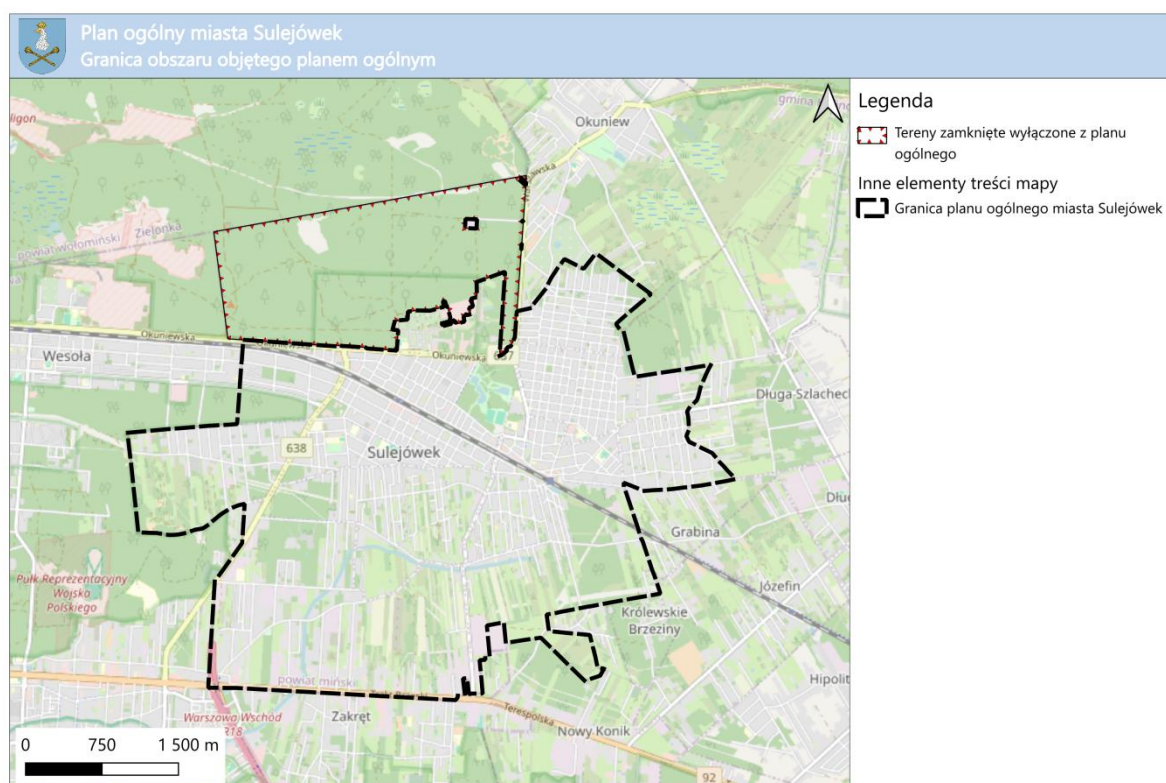 Plan ogólny miasta Sulejówek
Granica obszaru objętego planem ogólnym
Legenda
Tereny zamknięte wyłączone z planu
ogólnego
Inne elementy treści mapy
Granica planu ogólnego miasta Sulejówek
ligon
Okuniew
gmina
powiat wołomiński
Zielonka
Okuniewska
Wesoła
Okuniewska
637
Długa Szlachec
638
Sulejówek
Dług
Grabina
Pułk Reprezentacyjny
Wojska
Polskiego
Józefin
Królewskie
Brzeziny
powiat miński
Hipolit
Warszawa Wschód
Zakręt
Terespolska
Nowy Konik
92
0 750 1 500 m